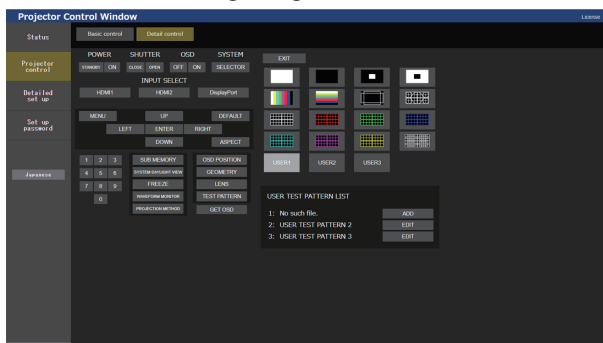 Projector Control Window
License
Status
Projector control
Detailed set up
Set up password
Japanese
Basic control
Detail control
POWER
SHUTTER
OSD
SYSTEM
STANDBY
ON
CLOSE
OPEN
OFF
ON
SELECTOR
INPUT SELECT
HDMI1
HDMI2
DisplayPort
MENU
UP
DEFAULT
LEFT
ENTER
RIGHT
DOWN
ASPECT
1
2
3
4
5
6
7
8
9
0
SUB MEMORY
SYSTEM DAYLIGHT VIEW
FREEZE
WAVEFORM MONITOR
PROJECTION METHOD
OSD POSITION
GEOMETRY
LENS
TEST PATTERN
GET OSD
EXIT
USER1
USER2
USER3
USER TEST PATTERN LIST
1: No such file.
ADD
2: USER TEST PATTERN 2
EDIT
3: USER TEST PATTERN 3
EDIT